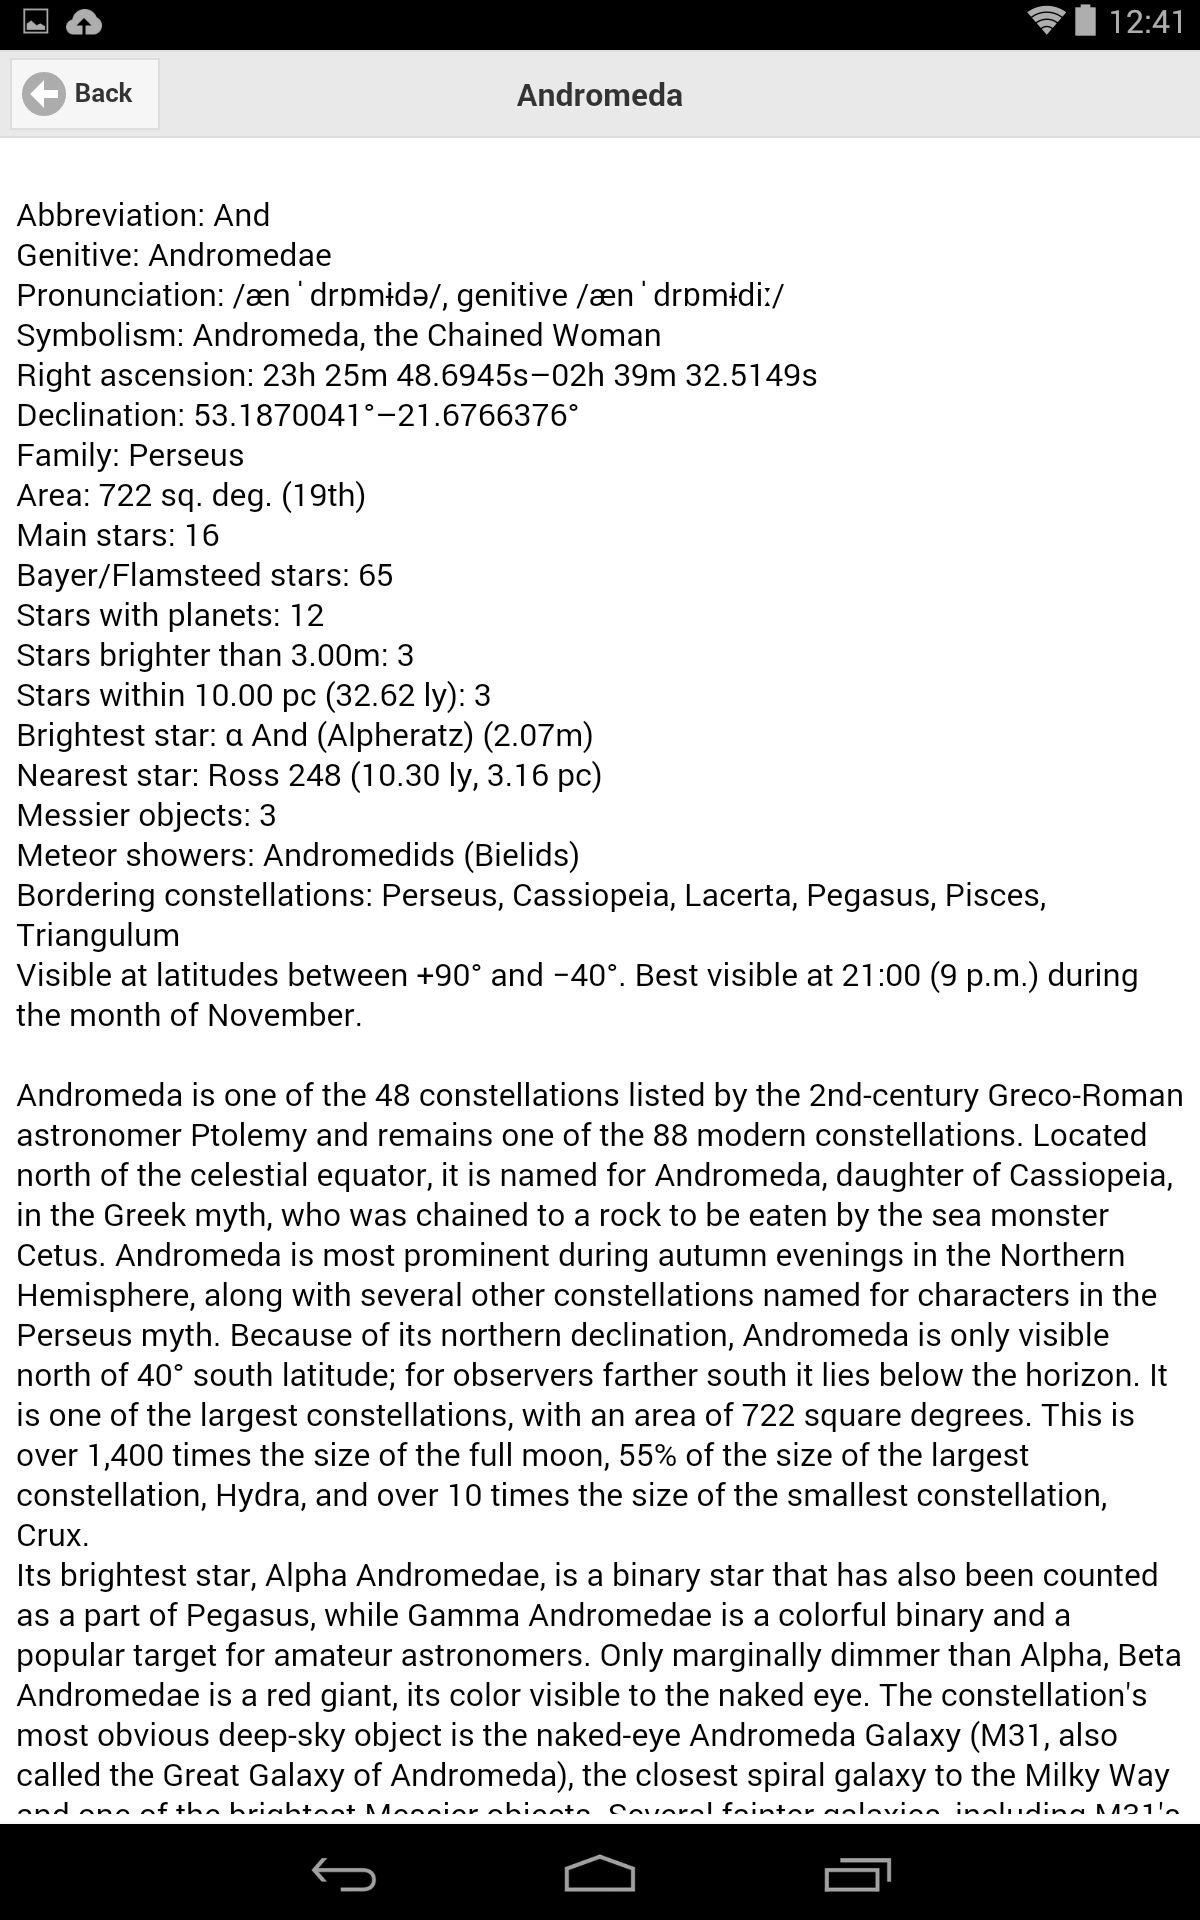 12:41
Back
Andromeda
Abbreviation: And
Genitive: Andromedae
Pronunciation: /ænˈdrɒmɨdə/, genitive /ænˈdrɒmɨdiː/
Symbolism: Andromeda, the Chained Woman
Right ascension: 23h 25m 48.6945s–02h 39m 32.5149s
Declination: 53.1870041°–21.6766376°
Family: Perseus
Area: 722 sq. deg. (19th)
Main stars: 16
Bayer/Flamsteed stars: 65
Stars with planets: 12
Stars brighter than 3.00m: 3
Stars within 10.00 pc (32.62 ly): 3
Brightest star: α And (Alpheratz) (2.07m)
Nearest star: Ross 248 (10.30 ly, 3.16 pc)
Messier objects: 3
Meteor showers: Andromedids (Bielids)
Bordering constellations: Perseus, Cassiopeia, Lacerta, Pegasus, Pisces,
Triangulum
Visible at latitudes between +90° and −40°. Best visible at 21:00 (9 p.m.) during
the month of November.
Andromeda is one of the 48 constellations listed by the 2nd-century Greco-Roman
astronomer Ptolemy and remains one of the 88 modern constellations. Located
north of the celestial equator, it is named for Andromeda, daughter of Cassiopeia,
in the Greek myth, who was chained to a rock to be eaten by the sea monster
Cetus. Andromeda is most prominent during autumn evenings in the Northern
Hemisphere, along with several other constellations named for characters in the
Perseus myth. Because of its northern declination, Andromeda is only visible
north of 40° south latitude; for observers farther south it lies below the horizon. It
is one of the largest constellations, with an area of 722 square degrees. This is
over 1,400 times the size of the full moon, 55% of the size of the largest
constellation, Hydra, and over 10 times the size of the smallest constellation,
Crux.
Its brightest star, Alpha Andromedae, is a binary star that has also been counted
as a part of Pegasus, while Gamma Andromedae is a colorful binary and a
popular target for amateur astronomers. Only marginally dimmer than Alpha, Beta
Andromedae is a red giant, its color visible to the naked eye. The constellation's
most obvious deep-sky object is the naked-eye Andromeda Galaxy (M31, also
called the Great Galaxy of Andromeda), the closest spiral galaxy to the Milky Way
and one of the brightest Messier objects. Several fainter galaxies, including M31's